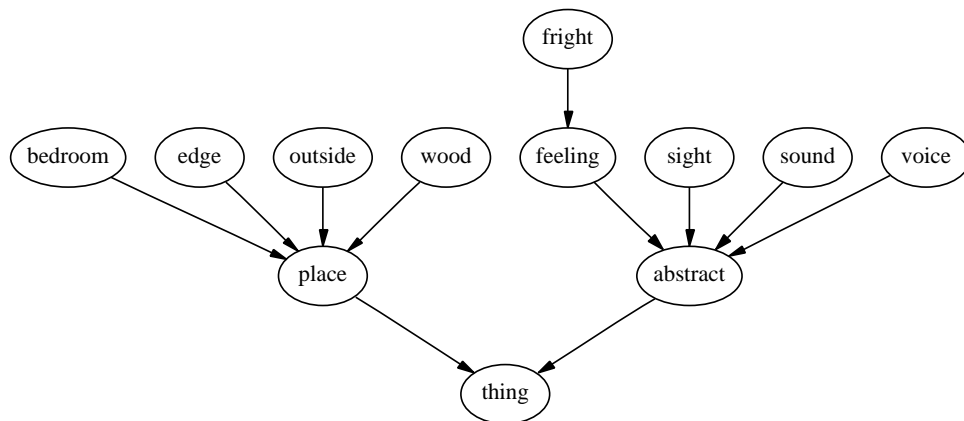 fright
bedroom edge outside wood feeling sight sound voice
place abstract
thing